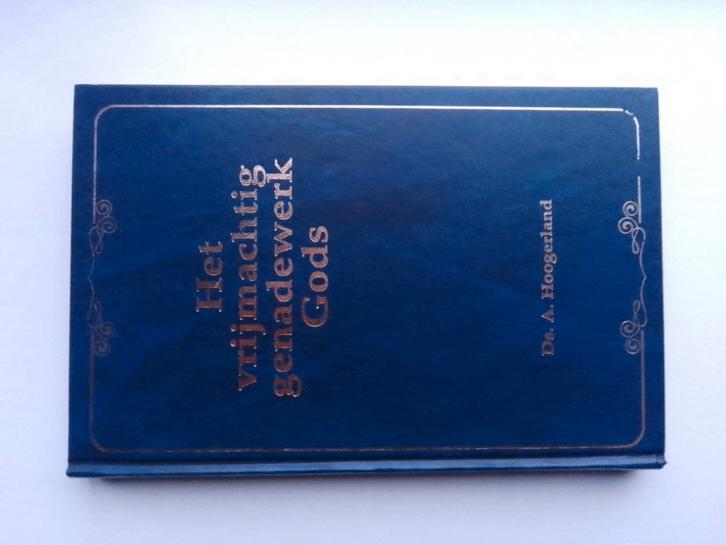 Het
vrijmachtig
genadewerk
Gods
Ds. A. Hoogerland